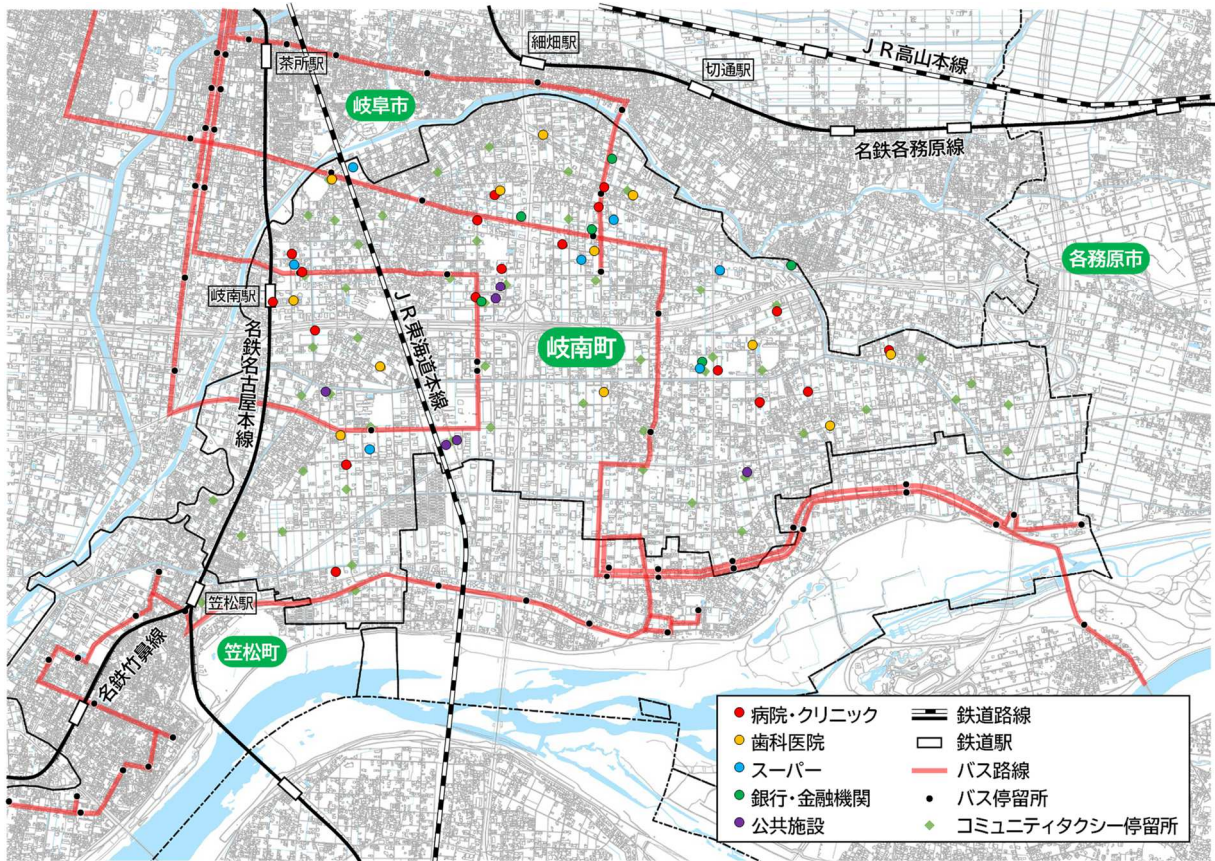 細畑駅
茶所駅
JR高山本線
切通駅
岐阜市
名鉄各務原線
各務原市
岐南駅
JR東海道本線
岐南町
名鉄名古屋本線
笠松駅
笠松町
名鉄竹鼻線
病院・クリニック
歯科医院
スーパー
銀行・金融機関
公共施設
鉄道路線
鉄道駅
バス路線
バス停留所
コミュニティタクシー停留所